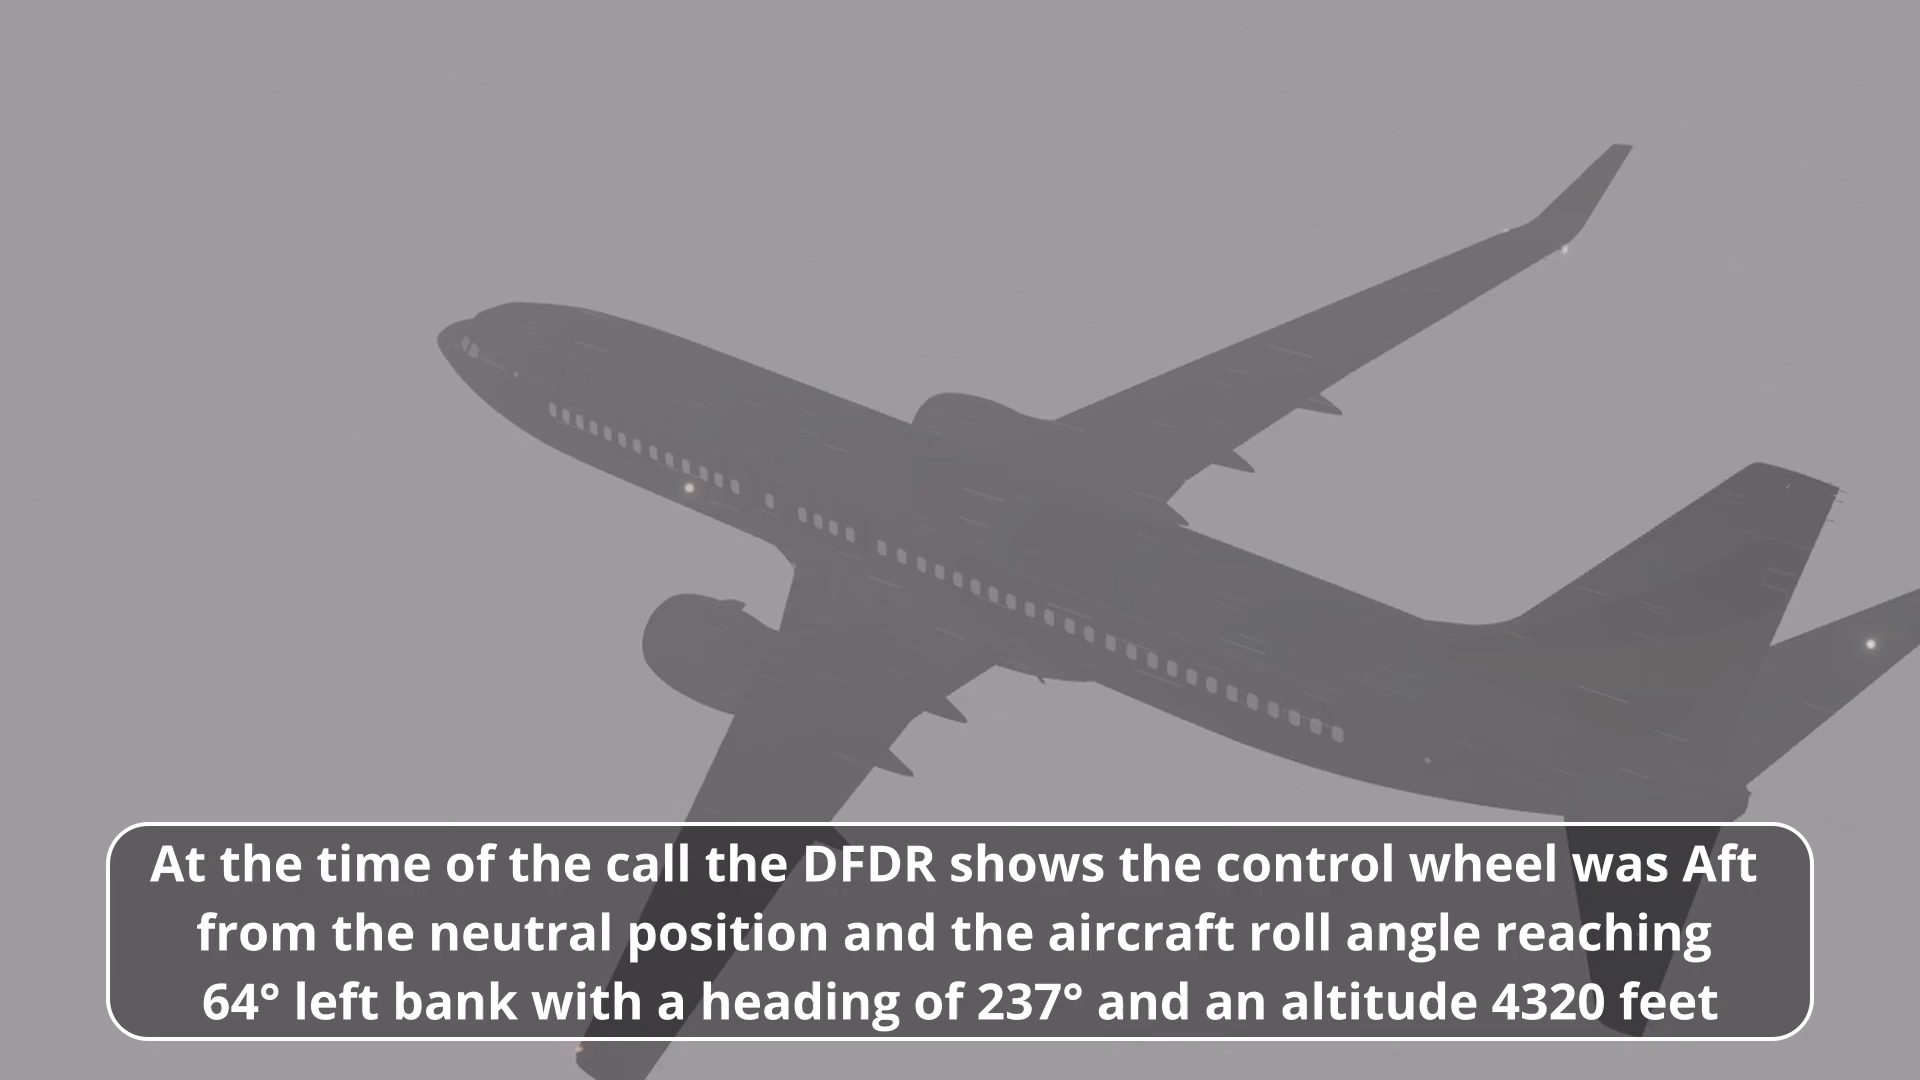 At the time of the call the DFDR shows the control wheel was Aft
from the neutral position and the aircraft roll angle reaching
64° left bank with a heading of 237° and an altitude 4320 feet